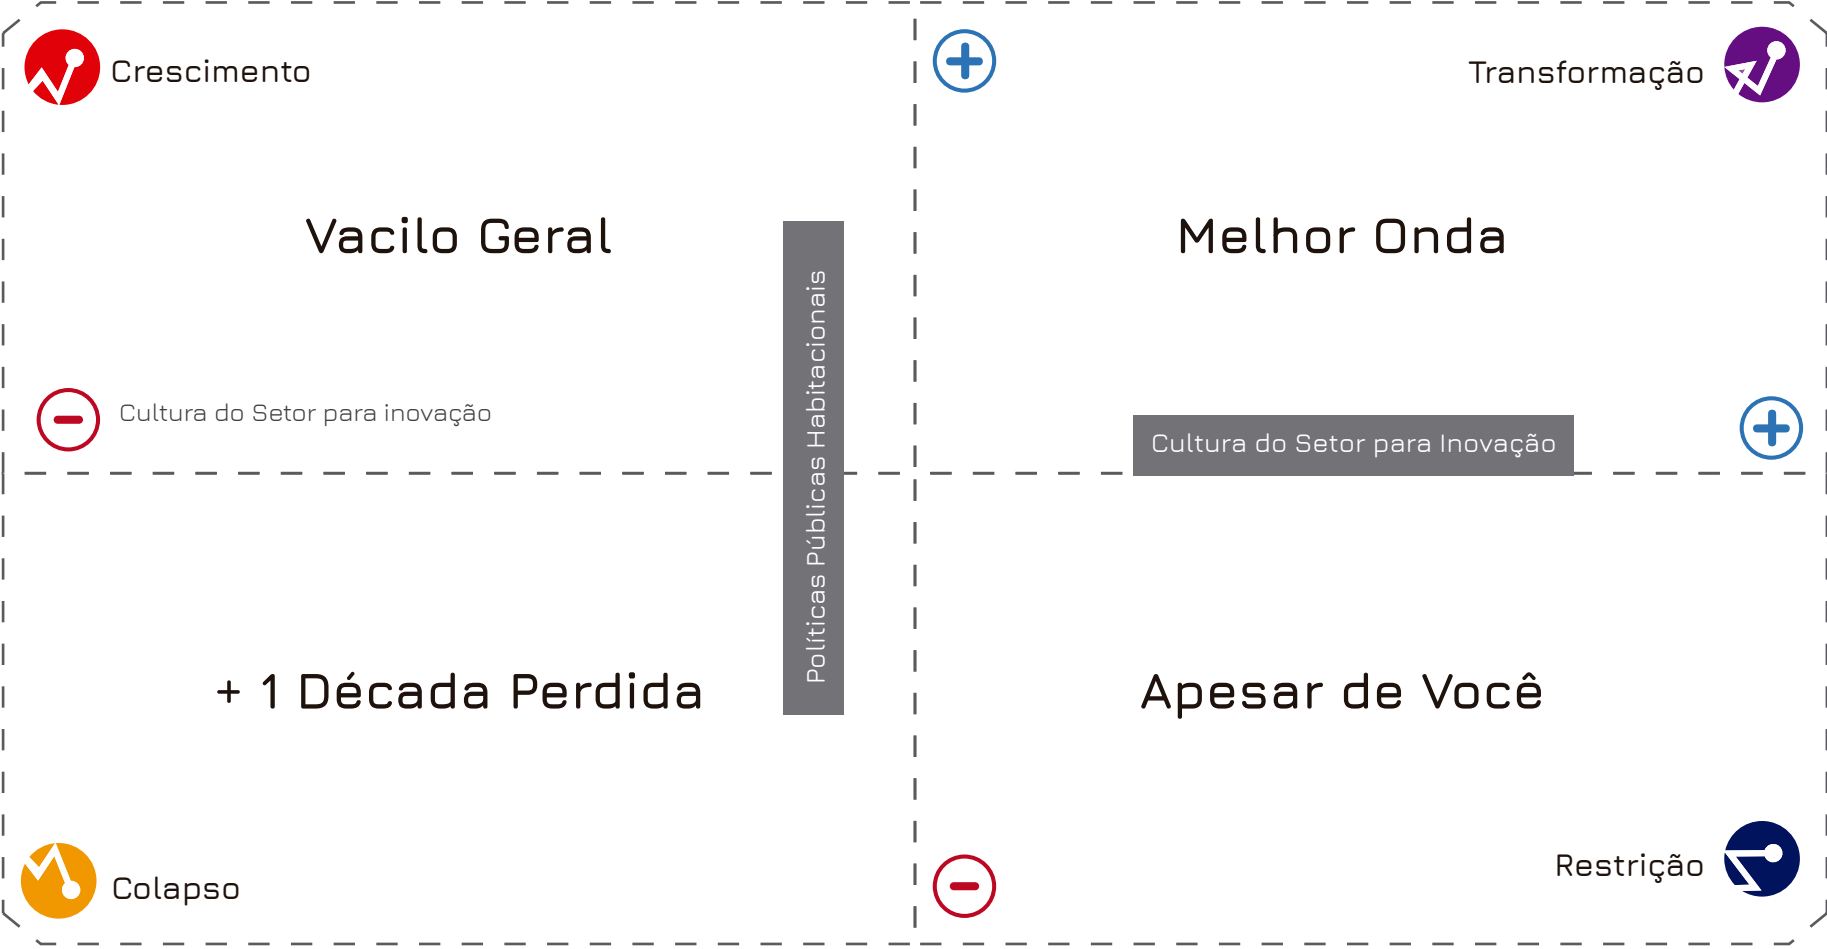 Crescimento
Transformação
Vacilo Geral
Melhor Onda
Políticas Públicas Habitacionais
Cultura do Setor para inovação
Cultura do Setor para Inovação
+ 1 Década Perdida
Apesar de Você
Colapso
Restrição